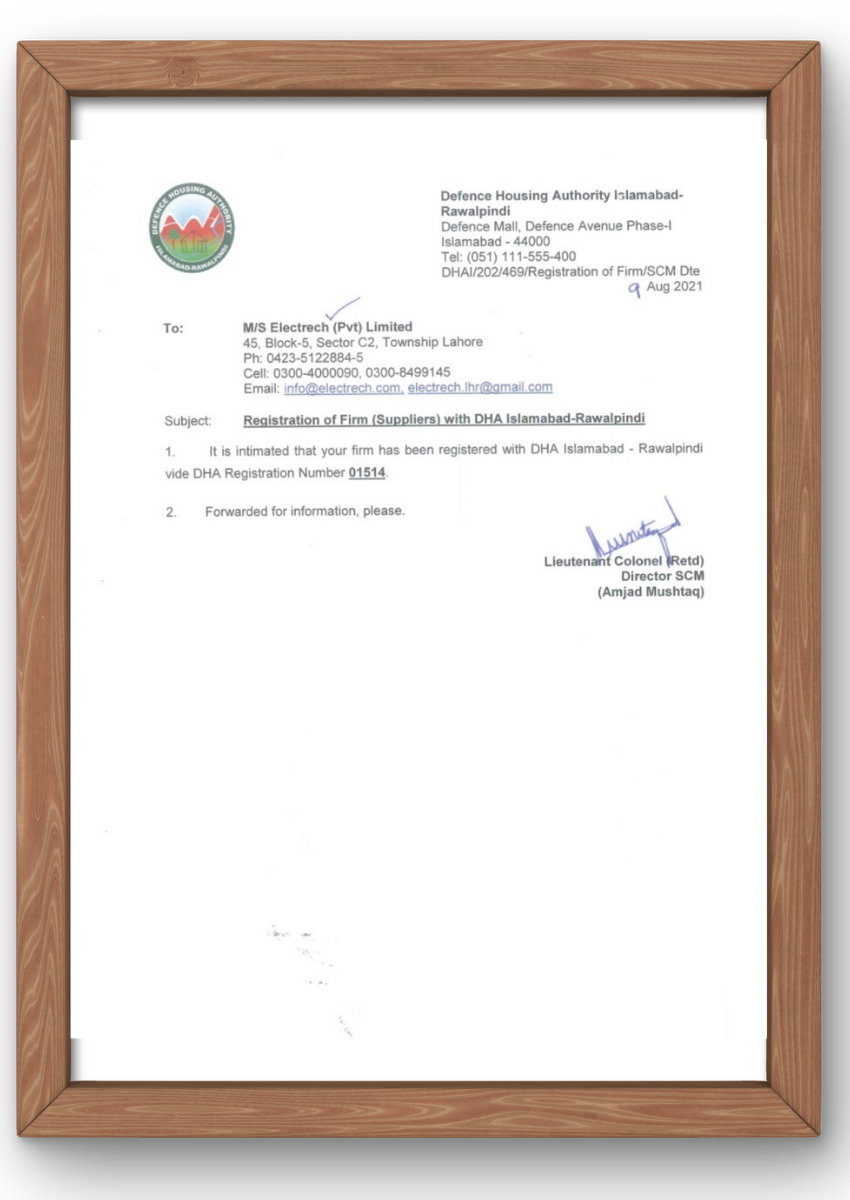 DEFENCE HOUSING AUTHORITY
ISLAMABAD-RAWALPINDI
Defence Housing Authority Islamabad-
Rawalpindi
Defence Mall, Defence Avenue Phase-I
Islamabad - 44000
Tel: (051) 111-555-400
DHAI/202/469/Registration of Firm/SCM Dte
9 Aug 2021
To: M/S Electrech (Pvt) Limited
45, Block-5, Sector C2, Township Lahore
Ph: 0423-5122884-5
Cell: 0300-4000090, 0300-8499145
Email: info@electrech.com, electrech.lhr@gmail.com
Subject: Registration of Firm (Suppliers) with DHA Islamabad-Rawalpindi
1. It is intimated that your firm has been registered with DHA Islamabad - Rawalpindi
vide DHA Registration Number 01514.
2. Forwarded for information, please.
Lieutenant Colonel (Retd)
Director SCM
(Amjad Mushtaq)